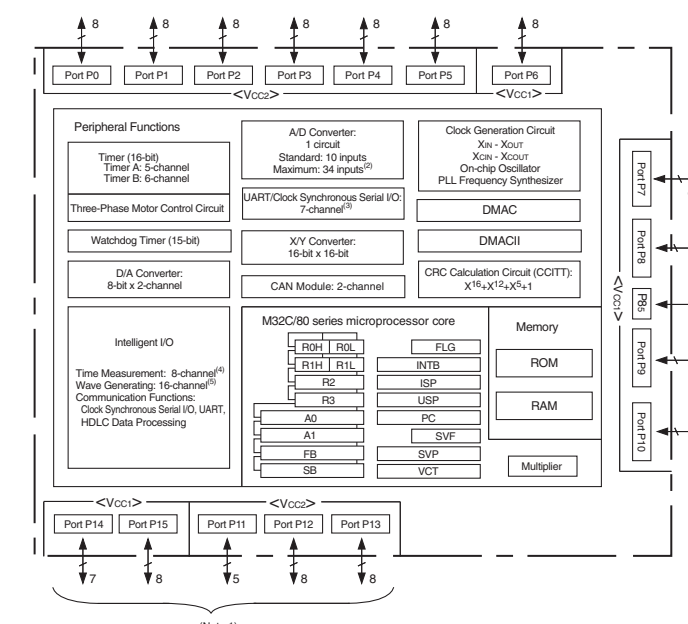 8 8 8 8 8 8 8
Port P0 Port P1 Port P2 Port P3 Port P4 Port P5 Port P6
<VCC2> <VCC1>
Peripheral Functions
Timer (16-bit)
Timer A: 5-channel
Timer B: 6-channel
Three-Phase Motor Control Circuit
Watchdog Timer (15-bit)
D/A Converter:
8-bit x 2-channel
Intelligent I/O
Time Measurement: 8-channel(4)
Wave Generating: 16-channel(5)
Communication Functions:
Clock Synchronous Serial I/O, UART,
HDLC Data Processing
A/D Converter:
1 circuit
Standard: 10 inputs
Maximum: 34 inputs(2)
UART/Clock Synchronous Serial I/O:
7-channel(3)
X/Y Converter:
16-bit x 16-bit
CAN Module: 2-channel
Clock Generation Circuit
XIN - XOUT
XCIN - XCOUT
On-chip Oscillator
PLL Frequency Synthesizer
DMAC
DMACII
CRC Calculation Circuit (CCITT):
X16+X12+X5+1
M32C/80 series microprocessor core
R0H R0L
R1H R1L
R2
R3
A0
A1
FB
SB
FLG
INTB
ISP
USP
PC
SVF
SVP
VCT
Memory
ROM
RAM
Multiplier
Port P7
Port P8
<VCC1>
P85
Port P9
Port P10
<VCC1> <VCC2>
Port P14 Port P15 Port P11 Port P12 Port P13
7 8 5 8 8